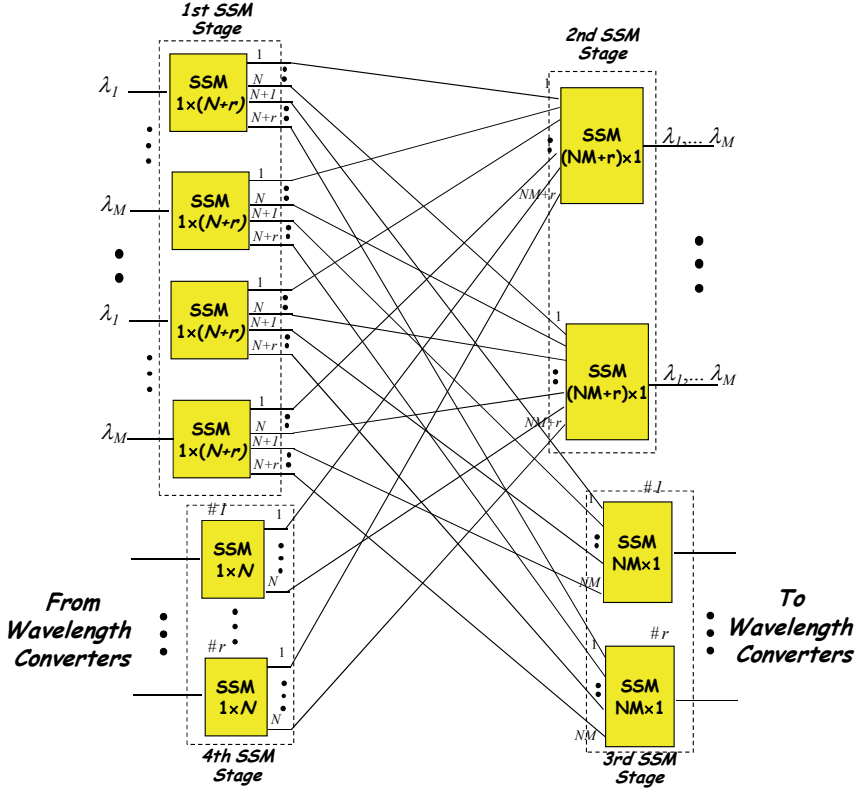 1st SSM
Stage
2nd SSM
Stage
λ1
SSM
1×(N+r)
1
N
N+1
N+r
λM
SSM
1×(N+r)
1
N
N+1
N+r
λ1
SSM
1×(N+r)
1
N
N+1
N+r
λM
SSM
1×(N+r)
1
N
N+1
N+r
1
SSM
(NM+r)×1
NM+r
λ1,... λM
1
SSM
(NM+r)×1
NM+r
λ1,... λM
#1
SSM
1×N
1
N
From
Wavelength
Converters
#r
SSM
1×N
1
N
4th SSM
Stage
#1
1
SSM
NM×1
NM
To
Wavelength
Converters
#r
1
SSM
NM×1
NM
3rd SSM
Stage